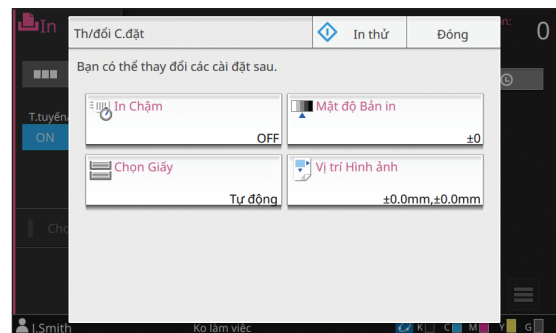 In
Th/đổi C.đặt
In thử
Đóng
n:
0
Bạn có thể thay đổi các cài đặt sau.
In Chậm
OFF
Mật độ Bản in
±0
T.tuyến/
ON
Chọn Giấy
Tự động
Vị trí Hình ảnh
±0.0mm,±0.0mm
Chọ
J.Smith
Ko làm việc
K C M Y G